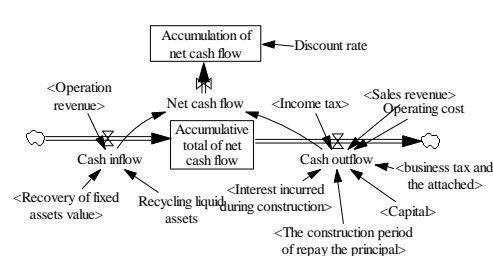 Accumulation of
net cash flow
Discount rate
<Operation
revenue>
Net cash flow
<Income tax>
<Sales revenue>
Operating cost
Accumulative
total of net
cash flow
Cash inflow
Cash outflow
<business tax and
the attached>
<Recovery of fixed
assets value>
Recycling liquid
assets
<Interest incurred
during construction>
<Capital>
<The construction period
of repay the principal>